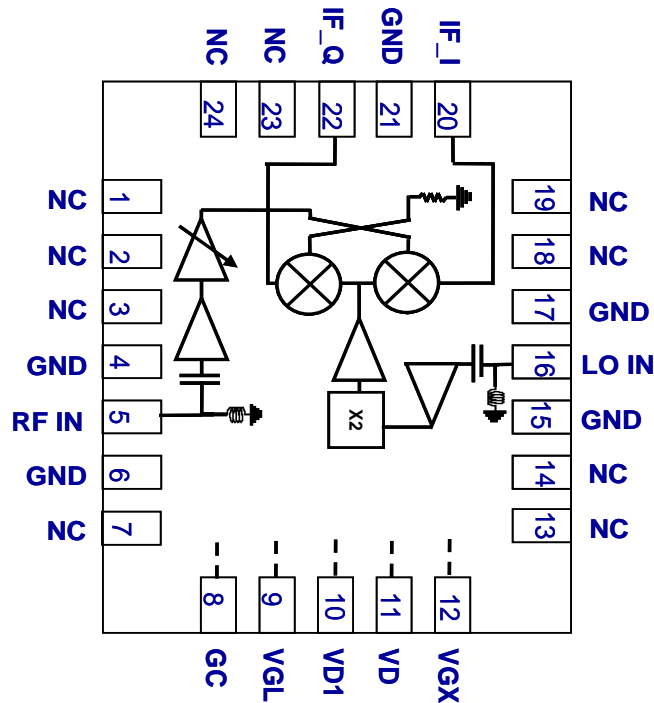 NC
NC
IF_Q
GND
IF_I
24
23
22
21
20
NC 1
NC 2
NC 3
GND 4
RF IN 5
GND 6
NC 7
19 NC
18 NC
17 GND
16 LO IN
15 GND
14 NC
13 NC
X2
8
9
10
11
12
GC
VGL
VD1
VD
VGX